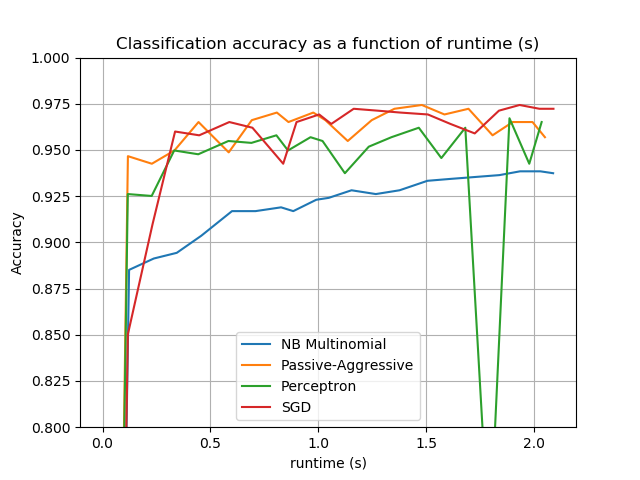 Classification accuracy as a function of runtime (s)
1.000
0.975
0.950
0.925
0.900
0.875
0.850
0.825
0.800
Accuracy
NB Multinomial
Passive-Aggressive
Perceptron
SGD
0.0 0.5 1.0 1.5 2.0
runtime (s)